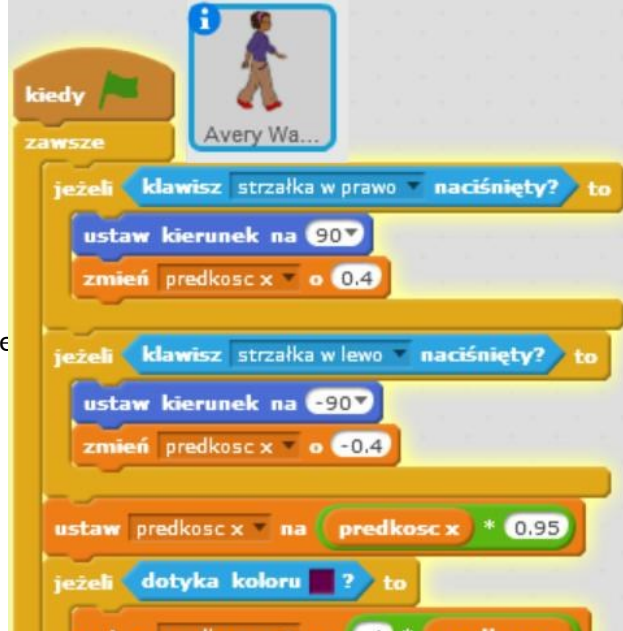 kiedy
Avery Wa...
zawsze
jeżeli klawisz strzałka w prawo naciśnięty? to
ustaw kierunek na 90
zmień predkosc x o 0.4
e
jeżeli klawisz strzałka w lewo naciśnięty? to
ustaw kierunek na -90
zmień predkosc x o -0.4
ustaw predkosc x na predkosc x * 0.95
jeżeli dotyka koloru ? to